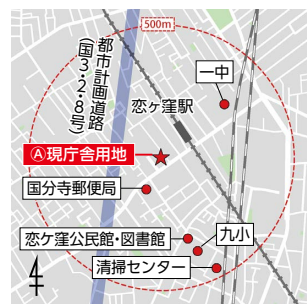 500m
都市計画道路
(国3・2・8号)
一中
恋ヶ窪駅
Ⓐ現庁舎用地
国分寺郵便局
恋ケ窪公民館・図書館
九小
清掃センター